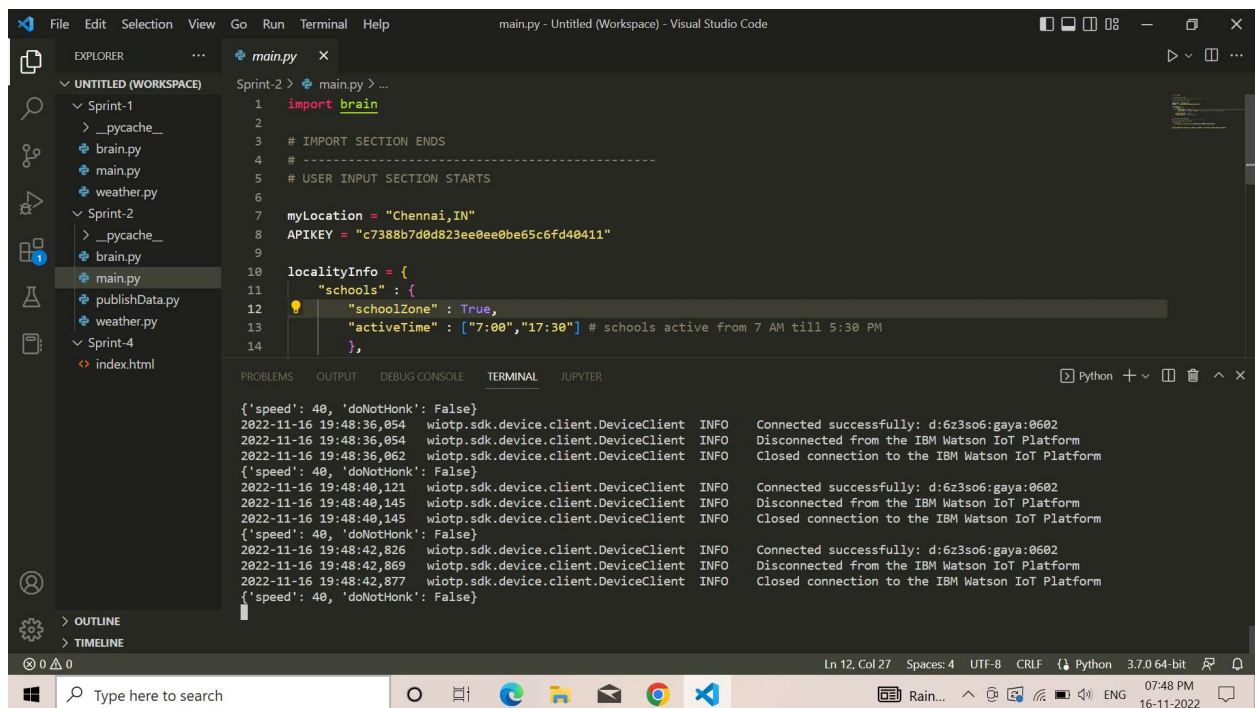 File Edit Selection View Go Run Terminal Help main.py - Untitled (Workspace) - Visual Studio Code
EXPLORER ···
UNTITLED (WORKSPACE)
Sprint-1
__pycache__
brain.py
main.py
weather.py
Sprint-2
__pycache__
brain.py
main.py
publishData.py
weather.py
Sprint-4
index.html
OUTLINE
TIMELINE
1
main.py
Sprint-2 > main.py > ...
1 import brain
2
3 # IMPORT SECTION ENDS
4 # -----------------------------------------------
5 # USER INPUT SECTION STARTS
6
7 myLocation = "Chennai,IN"
8 APIKEY = "c7388b7d0d823ee0ee0be65c6fd40411"
9
10 localityInfo = {
11 "schools" : {
12 "schoolZone" : True,
13 "activeTime" : ["7:00","17:30"] # schools active from 7 AM till 5:30 PM
14 },
PROBLEMS OUTPUT DEBUG CONSOLE TERMINAL JUPYTER Python
{'speed': 40, 'doNotHonk': False}
2022-11-16 19:48:36,054 wiotp.sdk.device.client.DeviceClient INFO Connected successfully: d:6z3so6:gaya:0602
2022-11-16 19:48:36,054 wiotp.sdk.device.client.DeviceClient INFO Disconnected from the IBM Watson IoT Platform
2022-11-16 19:48:36,062 wiotp.sdk.device.client.DeviceClient INFO Closed connection to the IBM Watson IoT Platform
{'speed': 40, 'doNotHonk': False}
2022-11-16 19:48:40,121 wiotp.sdk.device.client.DeviceClient INFO Connected successfully: d:6z3so6:gaya:0602
2022-11-16 19:48:40,145 wiotp.sdk.device.client.DeviceClient INFO Disconnected from the IBM Watson IoT Platform
2022-11-16 19:48:40,145 wiotp.sdk.device.client.DeviceClient INFO Closed connection to the IBM Watson IoT Platform
{'speed': 40, 'doNotHonk': False}
2022-11-16 19:48:42,826 wiotp.sdk.device.client.DeviceClient INFO Connected successfully: d:6z3so6:gaya:0602
2022-11-16 19:48:42,869 wiotp.sdk.device.client.DeviceClient INFO Disconnected from the IBM Watson IoT Platform
2022-11-16 19:48:42,877 wiotp.sdk.device.client.DeviceClient INFO Closed connection to the IBM Watson IoT Platform
{'speed': 40, 'doNotHonk': False}
0 0 Ln 12, Col 27 Spaces: 4 UTF-8 CRLF Python 3.7.0 64-bit
Type here to search Rain... ENG 07:48 PM
16-11-2022